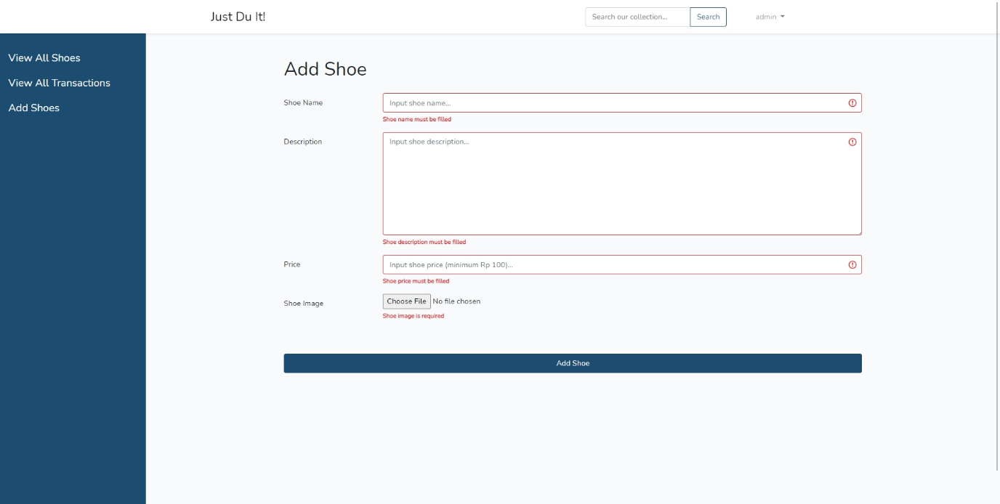 Just Du It!
Search our collection...
Search
admin
View All Shoes
View All Transactions
Add Shoes
Add Shoe
Shoe Name
Input shoe name...
Shoe name must be filled
Description
Input shoe description...
Shoe description must be filled
Price
Input shoe price (minimum Rp 100)...
Shoe price must be filled
Shoe Image
Choose File No file chosen
Shoe image is required
Add Shoe